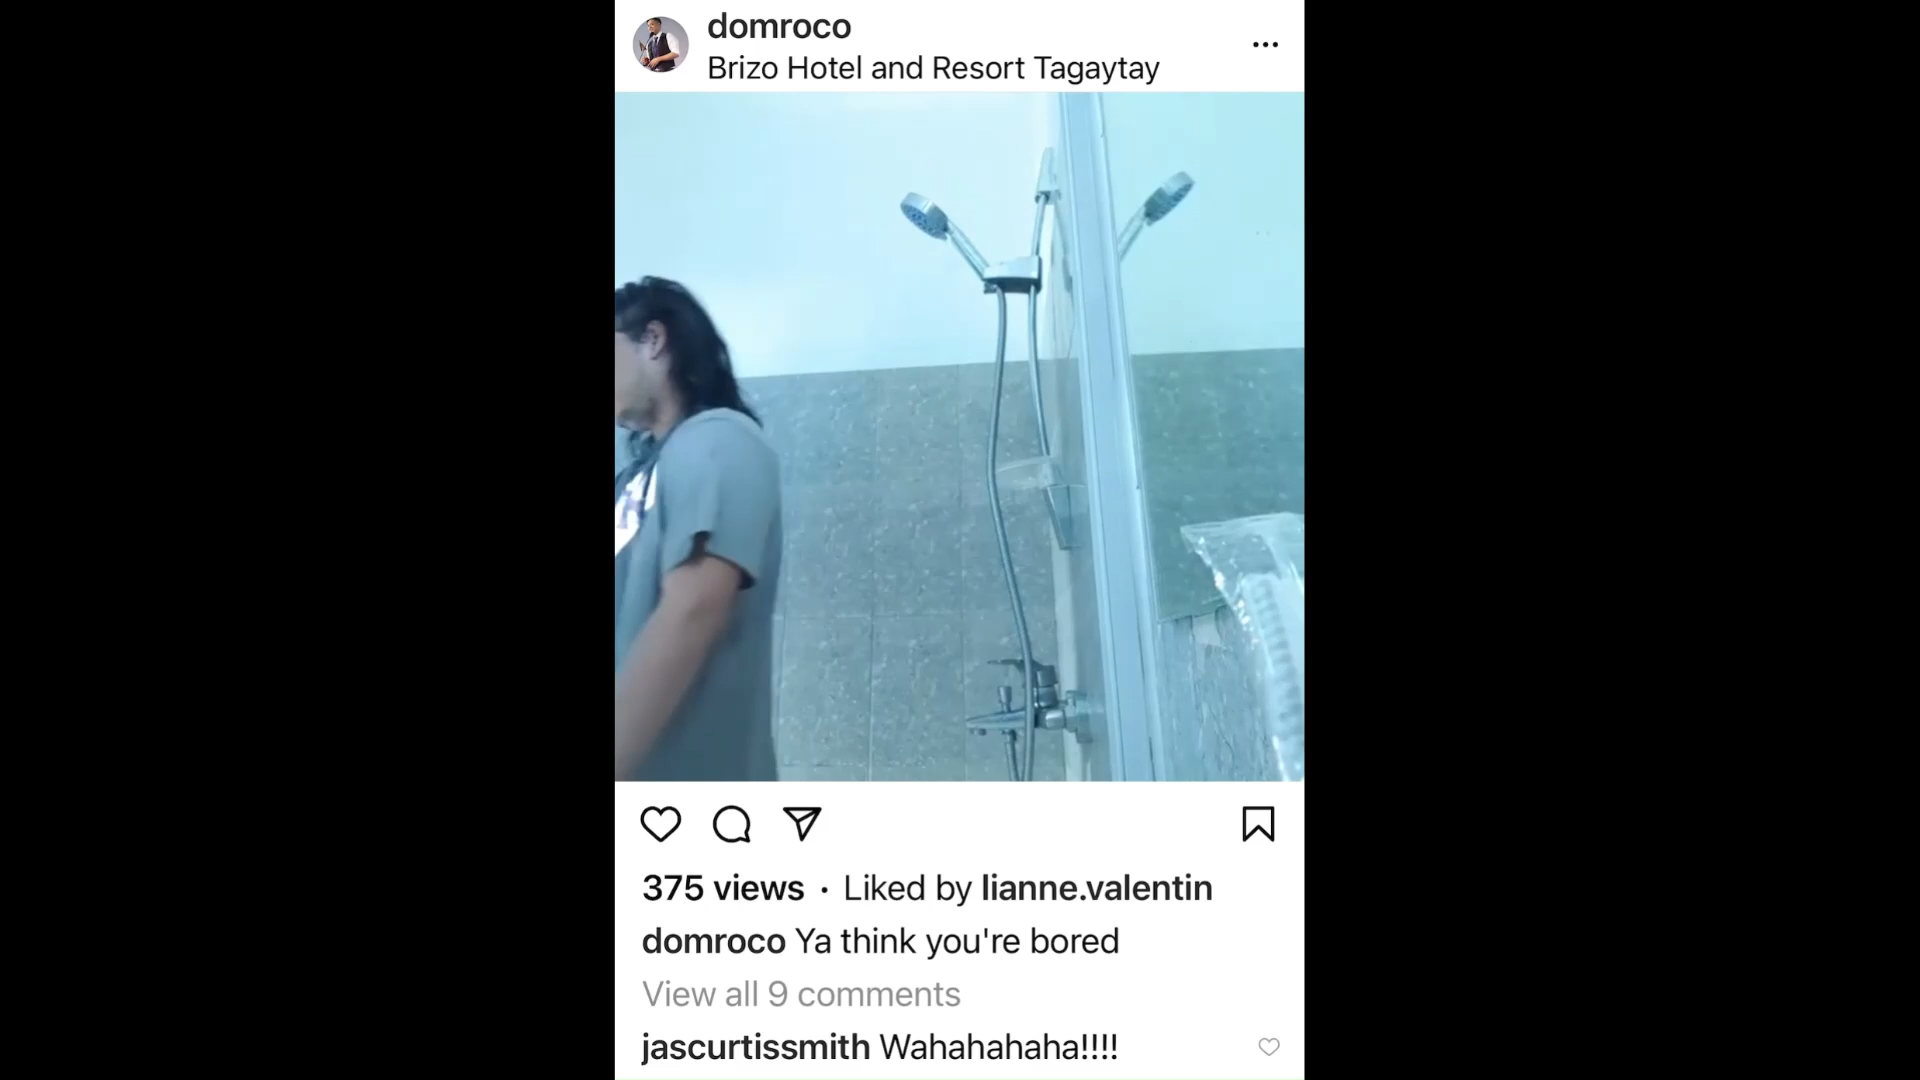 domroco
Brizo Hotel and Resort Tagaytay
375 views · Liked by lianne.valentin
domroco Ya think you're bored
View all 9 comments
jascurtissmith Wahahahaha!!!!